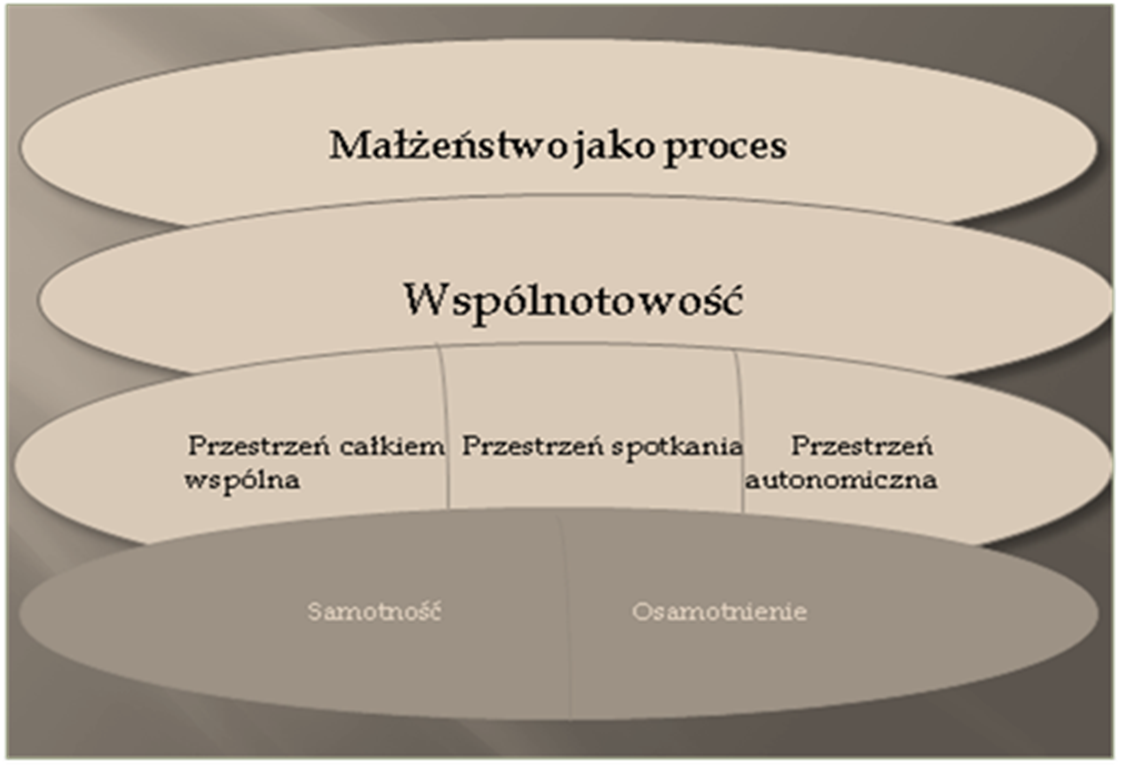 Małżeństwo jako proces
Wspólnotowość
Przestrzeń całkiem wspólna
Przestrzeń spotkania
Przestrzeń autonomiczna
Samotność
Osamotnienie